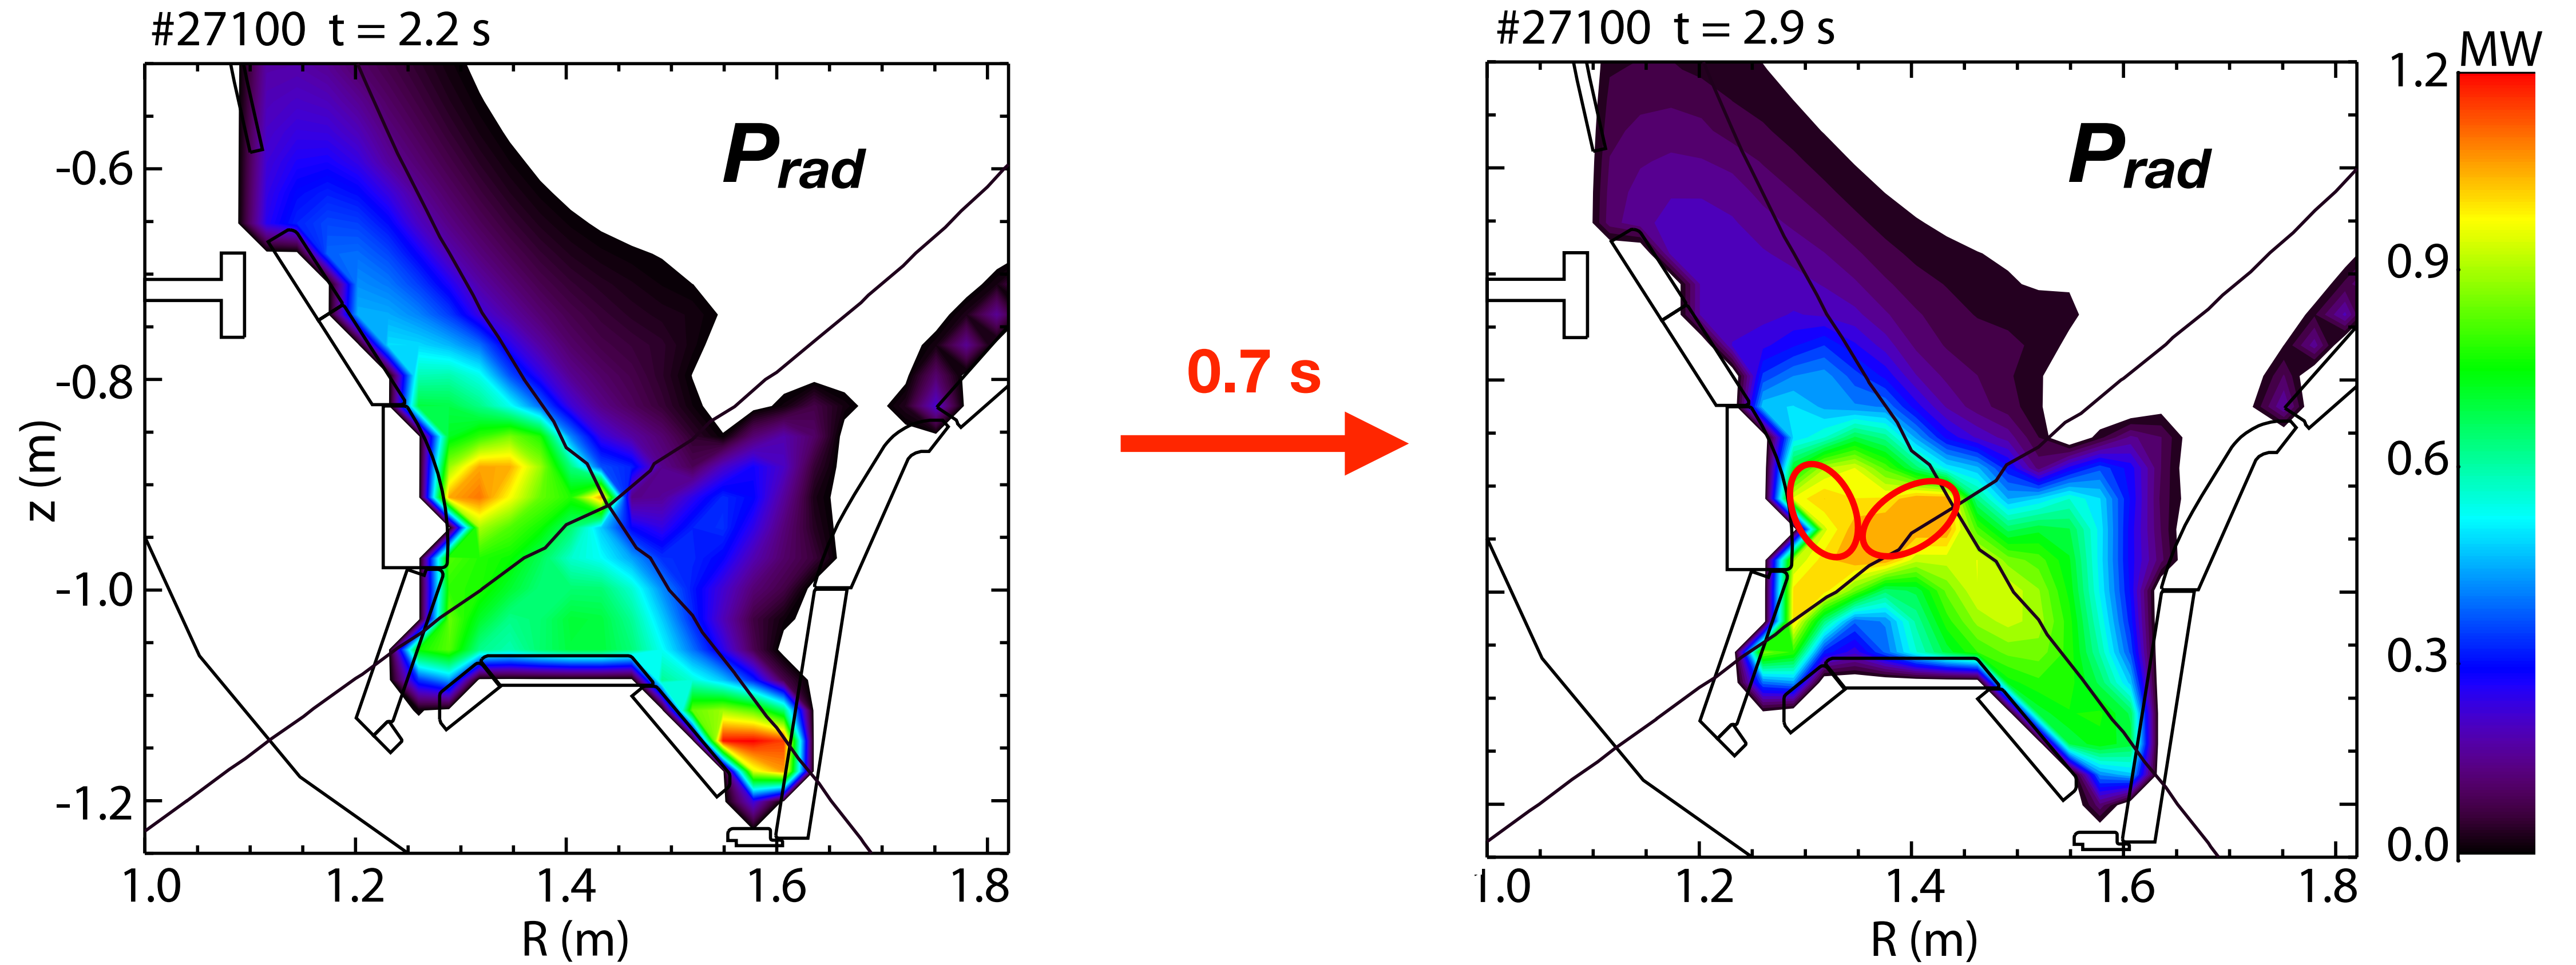 #27100 t = 2.2 s
P_rad
-0.6
-0.8
-1.0
-1.2
z (m)
1.0 1.2 1.4 1.6 1.8
R (m)
0.7 s
#27100 t = 2.9 s
P_rad
1.0 1.2 1.4 1.6 1.8
R (m)
MW
1.2
0.9
0.6
0.3
0.0